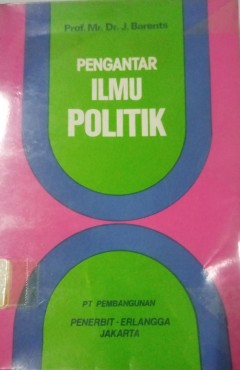 Prof. Mr. Dr. J. Barents
PENGANTAR
ILMU
POLITIK
PT PEMBANGUNAN
PENERBIT - ERLANGGA
JAKARTA